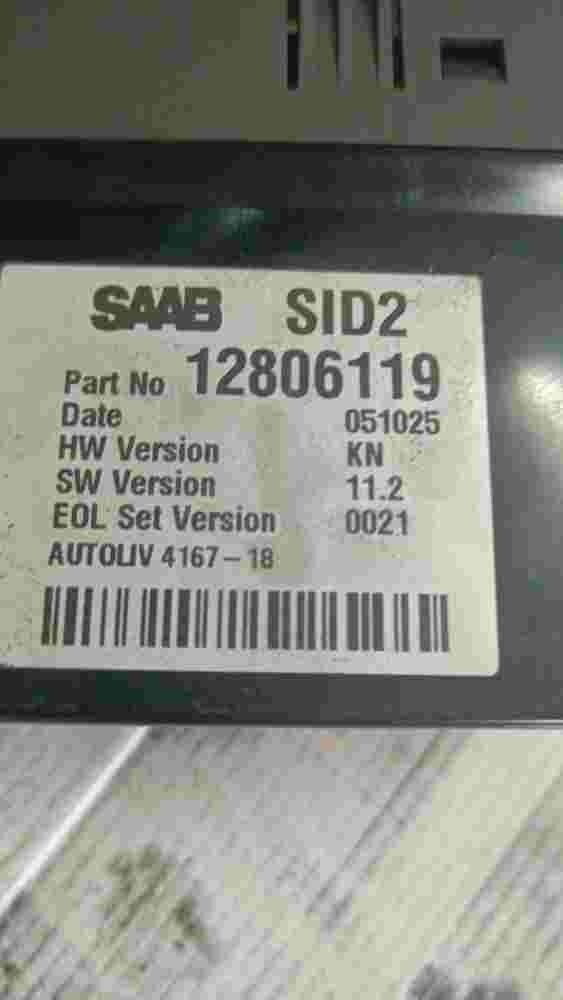 SAAB SID2
Part No 12806119
Date 051025
HW Version KN
SW Version 11.2
EOL Set Version 0021
AUTOLIV 4167-18